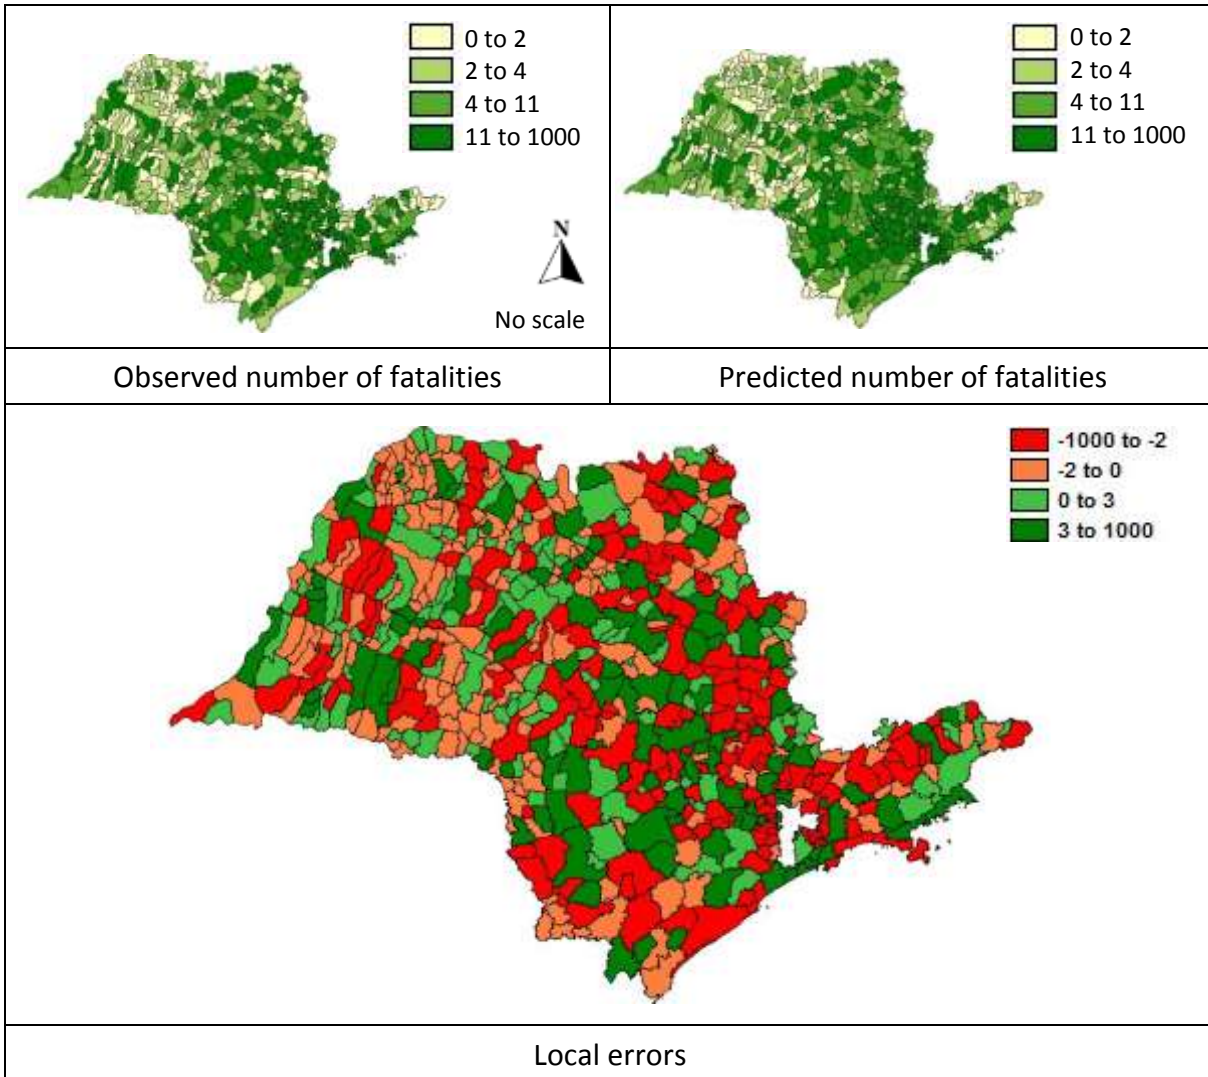 0 to 2
2 to 4
4 to 11
11 to 1000
N
No scale
0 to 2
2 to 4
4 to 11
11 to 1000
Observed number of fatalities
Predicted number of fatalities
-1000 to -2
-2 to 0
0 to 3
3 to 1000
Local errors